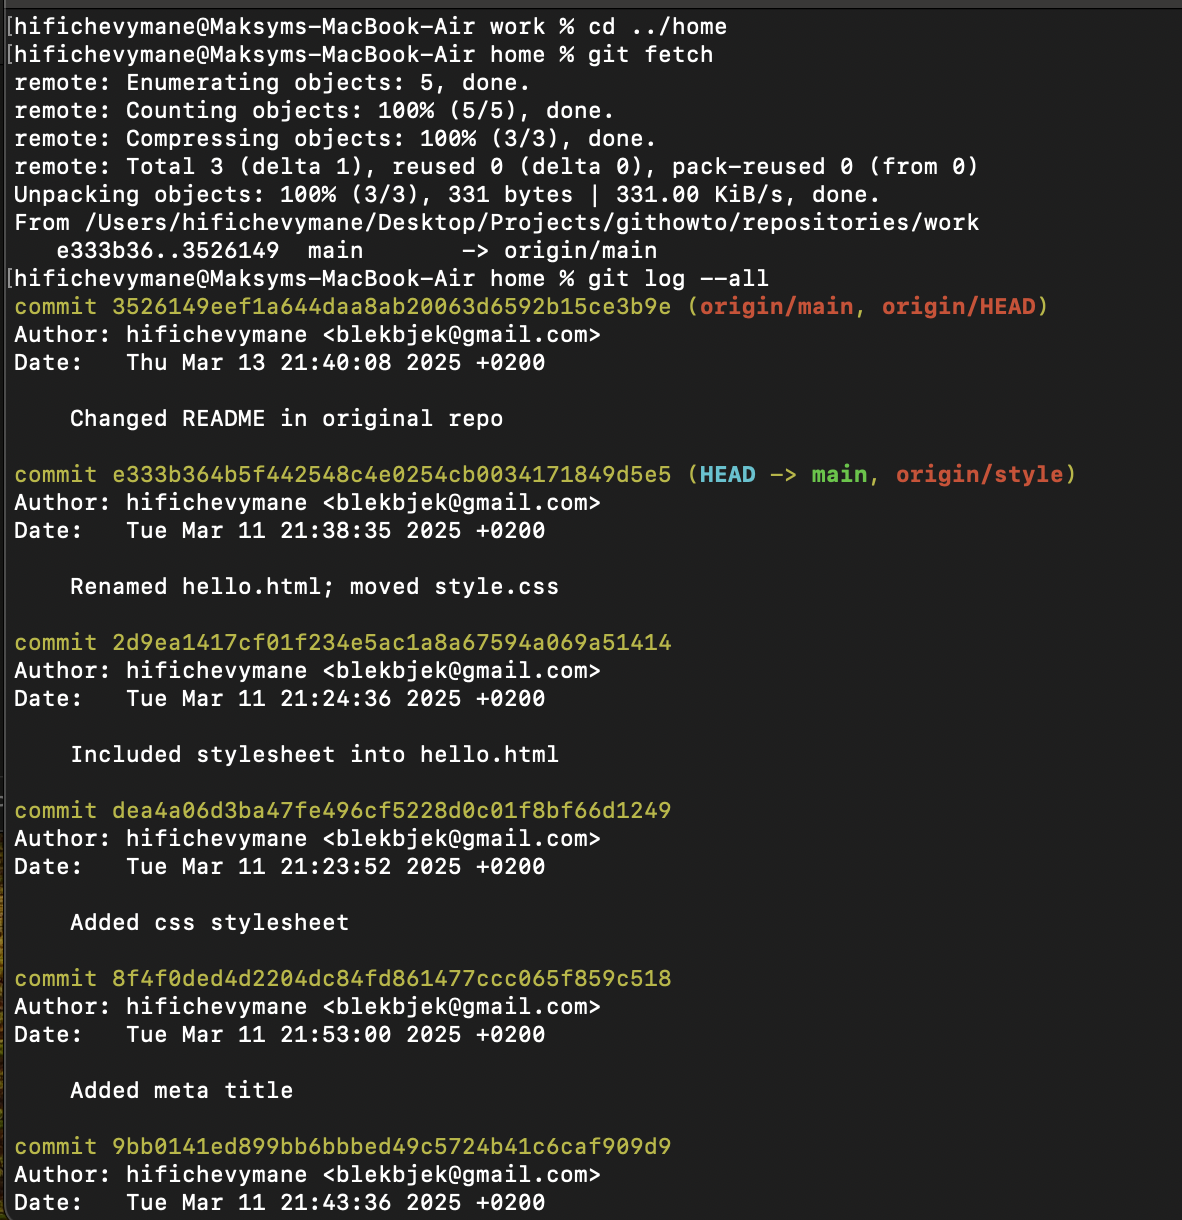 [hifichevymane@Maksyms-MacBook-Air work % cd ../home
[hifichevymane@Maksyms-MacBook-Air home % git fetch
remote: Enumerating objects: 5, done.
remote: Counting objects: 100% (5/5), done.
remote: Compressing objects: 100% (3/3), done.
remote: Total 3 (delta 1), reused 0 (delta 0), pack-reused 0 (from 0)
Unpacking objects: 100% (3/3), 331 bytes | 331.00 KiB/s, done.
From /Users/hifichevymane/Desktop/Projects/githowto/repositories/work
   e333b36..3526149  main       -> origin/main
[hifichevymane@Maksyms-MacBook-Air home % git log --all
commit 3526149eef1a644daa8ab20063d6592b15ce3b9e (origin/main, origin/HEAD)
Author: hifichevymane <blekbjek@gmail.com>
Date:   Thu Mar 13 21:40:08 2025 +0200

    Changed README in original repo

commit e333b364b5f442548c4e0254cb0034171849d5e5 (HEAD -> main, origin/style)
Author: hifichevymane <blekbjek@gmail.com>
Date:   Tue Mar 11 21:38:35 2025 +0200

    Renamed hello.html; moved style.css

commit 2d9ea1417cf01f234e5ac1a8a67594a069a51414
Author: hifichevymane <blekbjek@gmail.com>
Date:   Tue Mar 11 21:24:36 2025 +0200

    Included stylesheet into hello.html

commit dea4a06d3ba47fe496cf5228d0c01f8bf66d1249
Author: hifichevymane <blekbjek@gmail.com>
Date:   Tue Mar 11 21:23:52 2025 +0200

    Added css stylesheet

commit 8f4f0ded4d2204dc84fd861477ccc065f859c518
Author: hifichevymane <blekbjek@gmail.com>
Date:   Tue Mar 11 21:53:00 2025 +0200

    Added meta title

commit 9bb0141ed899bb6bbbed49c5724b41c6caf909d9
Author: hifichevymane <blekbjek@gmail.com>
Date:   Tue Mar 11 21:43:36 2025 +0200